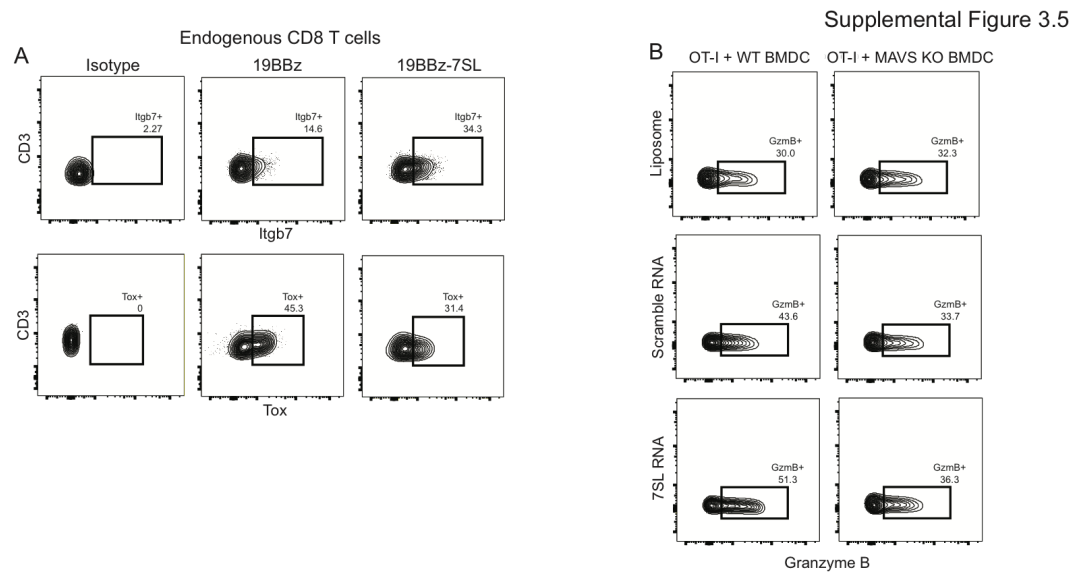 Supplemental Figure 3.5
A
Endogenous CD8 T cells
Isotype
19BBz
19BBz-7SL
CD3
Itgb7+
2.27
Itgb7+
14.6
Itgb7+
34.3
Itgb7
CD3
Tox+
0
Tox+
45.3
Tox+
31.4
Tox
B
OT-I + WT BMDC
OT-I + MAVS KO BMDC
Liposome
GzmB+
30.0
GzmB+
32.3
Scramble RNA
GzmB+
43.6
GzmB+
33.7
7SL RNA
GzmB+
51.3
GzmB+
36.3
Granzyme B